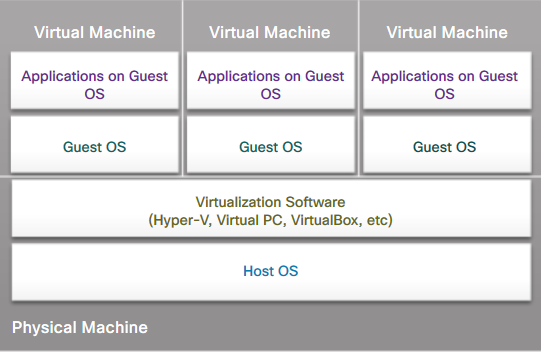 Virtual Machine
Virtual Machine
Virtual Machine
Applications on Guest
OS
Applications on Guest
OS
Applications on Guest
OS
Guest OS
Guest OS
Guest OS
Virtualization Software
(Hyper-V, Virtual PC, VirtualBox, etc)
Host OS
Physical Machine